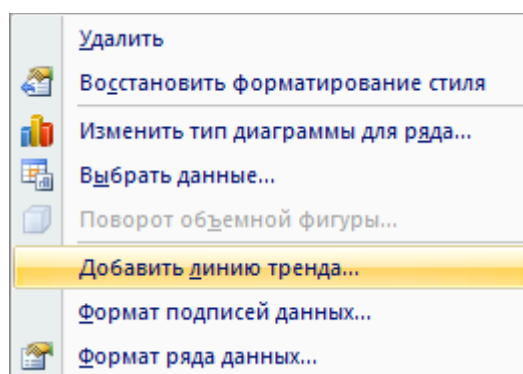 Удалить
Восстановить форматирование стиля
Изменить тип диаграммы для ряда...
Выбрать данные...
Поворот объемной фигуры...
Добавить линию тренда...
Формат подписей данных...
Формат ряда данных...